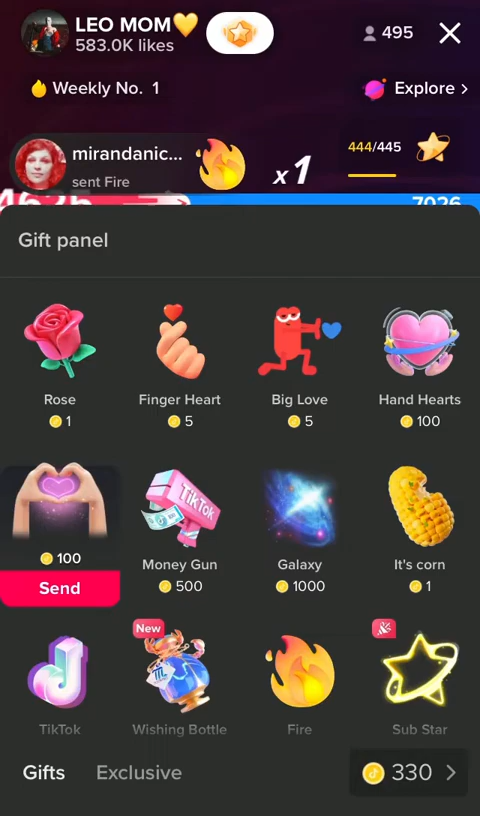 LEO MOM💛
583.0K likes
495
Weekly No. 1
Explore >
mirandanic...
sent Fire
x1
444/445
Gift panel
Rose
1
Finger Heart
5
Big Love
5
Hand Hearts
100
100
Send
TikTok
Money Gun
500
Galaxy
1000
It's corn
1
TikTok
New
Wishing Bottle
Fire
Sub Star
Gifts
Exclusive
330 >